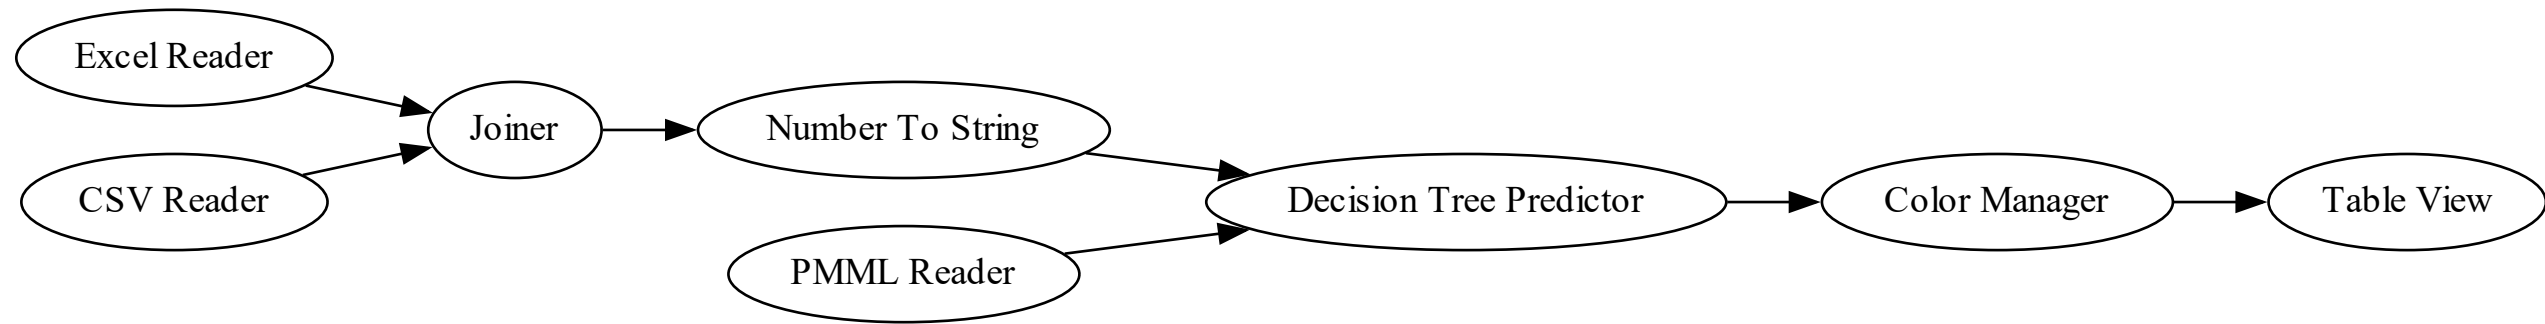 Excel Reader
CSV Reader
Joiner
Number To String
PMML Reader
Decision Tree Predictor
Color Manager
Table View